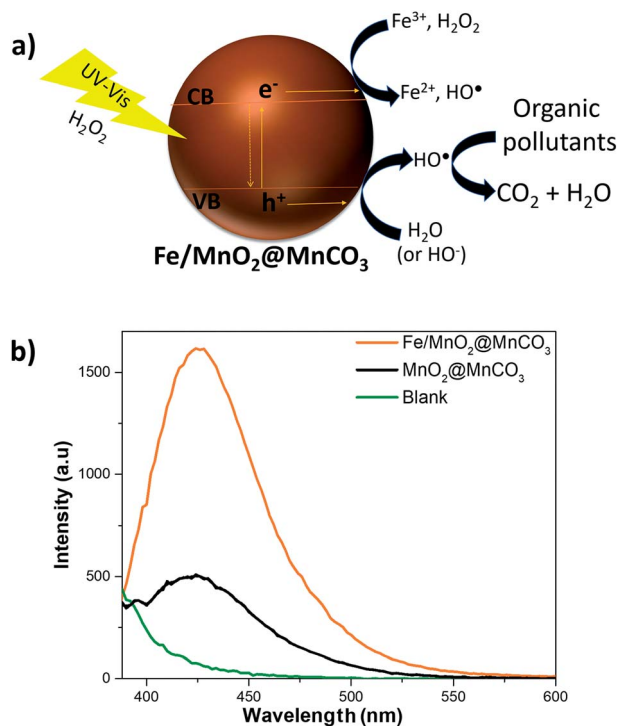 a)
UV-Vis
H₂O₂
CB
e⁻
VB
h⁺
Fe/MnO₂@MnCO₃
Fe³⁺, H₂O₂
Fe²⁺, HO•
HO•
H₂O
(or HO⁻)
Organic
pollutants
CO₂ + H₂O
b)
Fe/MnO₂@MnCO₃
MnO₂@MnCO₃
Blank
Intensity (a.u)
1500
1000
500
0
400
450
500
550
600
Wavelength (nm)